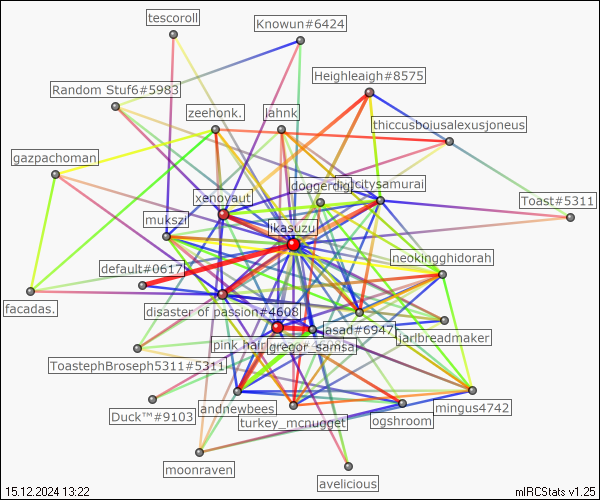 tescoroll
Knowun#6424
Heighleaigh#8575
Random Stuf6#5983
zeehonk.
lahnk
thiccusboiusalexusjoneus
gazpachoman
doggerdigi
citysamurai
xenoyaut
Toast#5311
mukszi
ikasuzu
neokingghidorah
default#0617
facadas.
disaster of passion#4608
asad#6947
jarlbreadmaker
pink hair
gregor_samsa
ToastephBroseph5311#5311
andnewbees
mingus4742
Duck™#9103
turkey_mcnugget
ogshroom
moonraven
avelicious
15.12.2024 13:22
mIRCStats v1.25